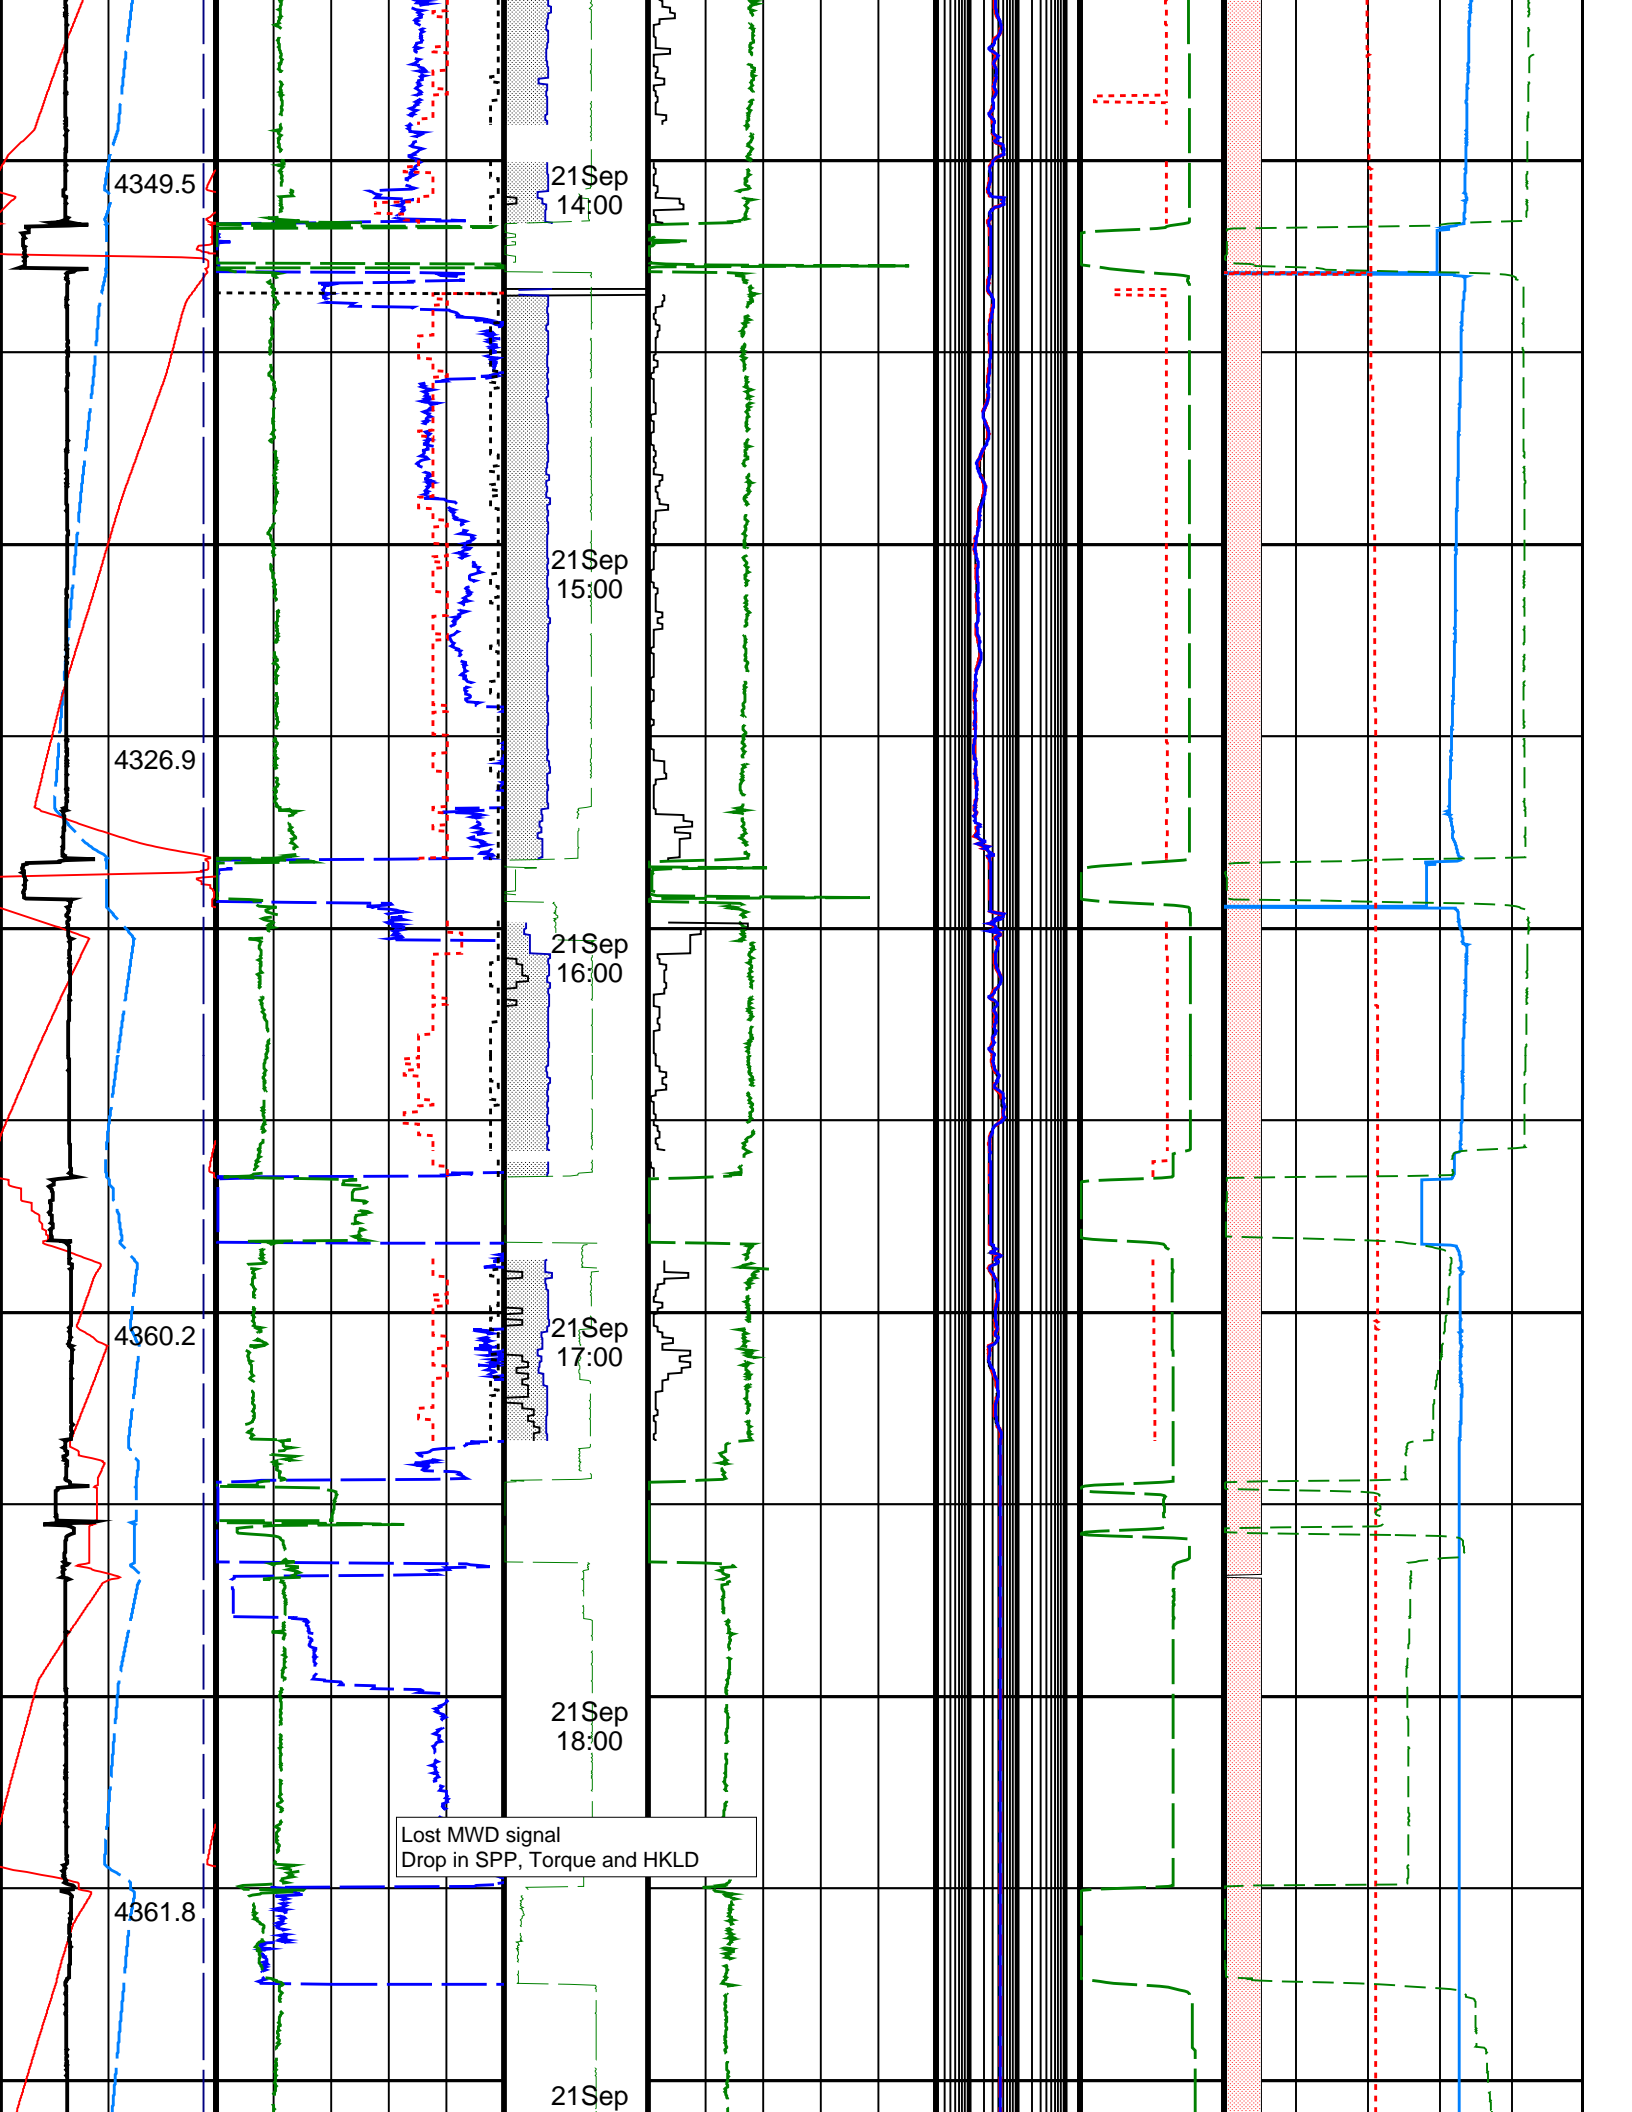 4349.5
21Sep
14:00
21Sep
15:00
4326.9
21Sep
16:00
4360.2
21Sep
17:00
21Sep
18:00
Lost MWD signal
Drop in SPP, Torque and HKLD
4361.8
21Sep